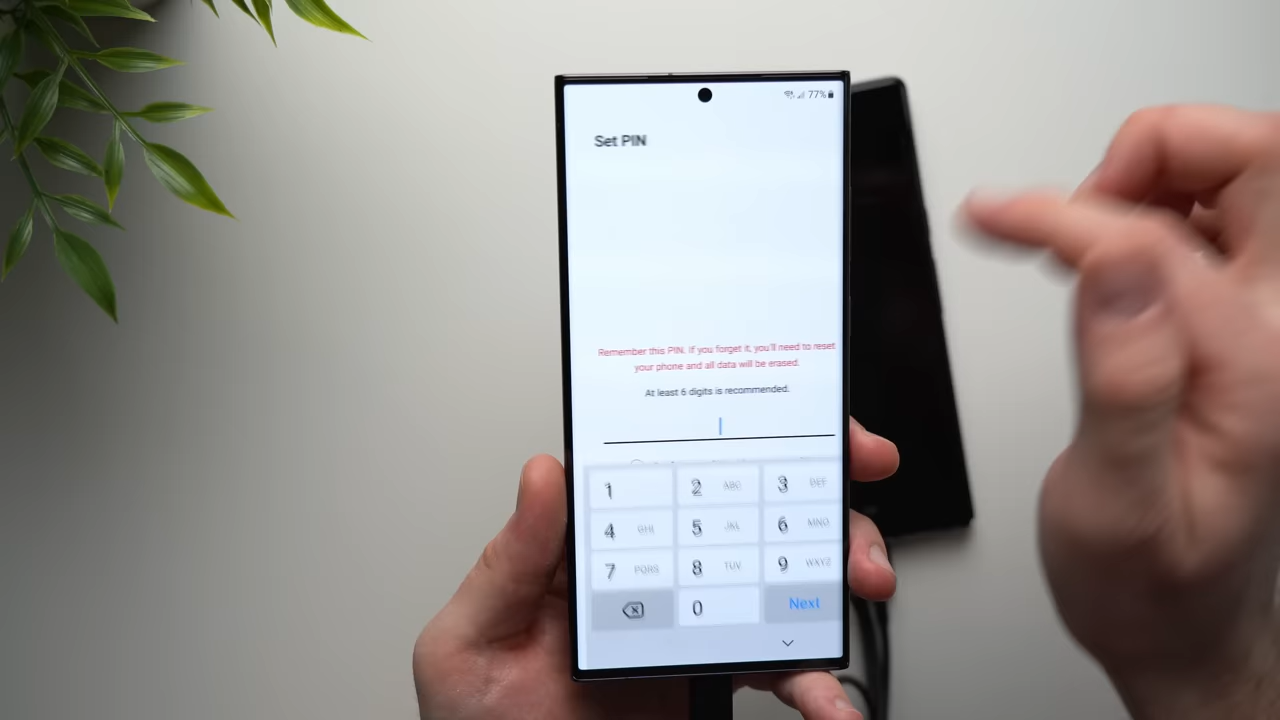 77%
Set PIN
Remember this PIN. If you forget it, you'll need to reset
your phone and all data will be erased.
At least 6 digits is recommended.
1
2 ABC
3 DEF
4 GHI
5 JKL
6 MNO
7 PQRS
8 TUV
9 WXYZ
0
Next